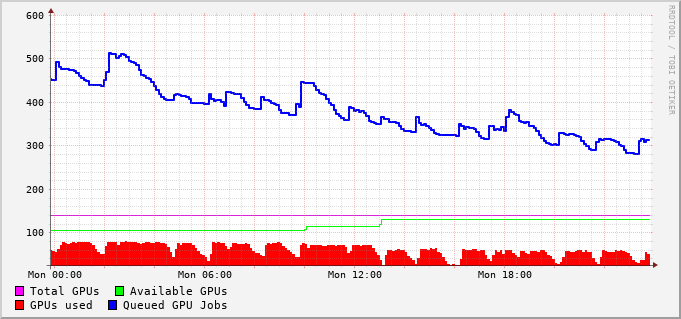 600
500
400
300
200
100
Mon 00:00 Mon 06:00 Mon 12:00 Mon 18:00
Total GPUs Available GPUs
GPUs used Queued GPU Jobs
RRDTOOL / TOBI OETIKER